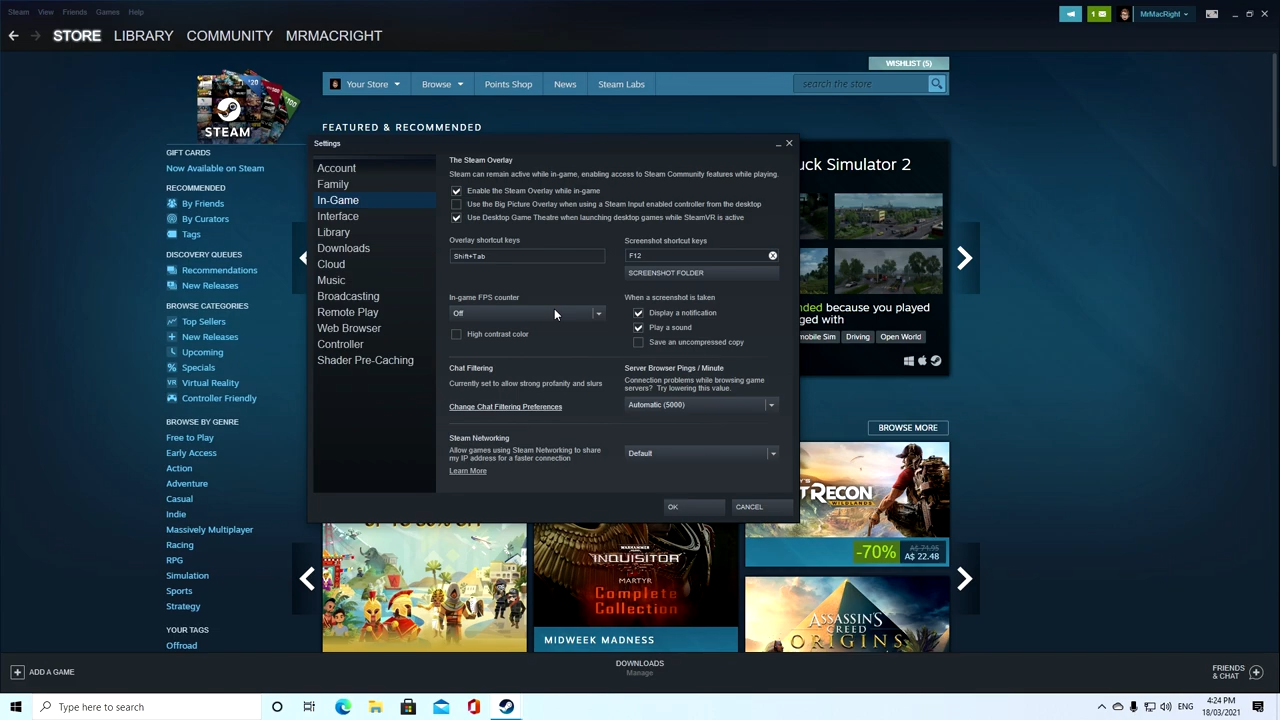 Steam View Friends Games Help
1
MrMacRight
STORE LIBRARY COMMUNITY MRMACRIGHT
WISHLIST (5)
Your Store Browse Points Shop News Steam Labs
search the store
$20
$100
STEAM
FEATURED & RECOMMENDED
GIFT CARDS
Now Available on Steam
RECOMMENDED
By Friends
By Curators
Tags
DISCOVERY QUEUES
Recommendations
New Releases
BROWSE CATEGORIES
Top Sellers
New Releases
Upcoming
Specials
VR Virtual Reality
Controller Friendly
BROWSE BY GENRE
Free to Play
Early Access
Action
Adventure
Casual
Indie
Massively Multiplayer
Racing
RPG
Simulation
Sports
Strategy
YOUR TAGS
Offroad
Settings
Account
Family
In-Game
Interface
Library
Downloads
Cloud
Music
Broadcasting
Remote Play
Web Browser
Controller
Shader Pre-Caching
The Steam Overlay
Steam can remain active while in-game, enabling access to Steam Community features while playing.
Enable the Steam Overlay while in-game
Use the Big Picture Overlay when using a Steam Input enabled controller from the desktop
Use Desktop Game Theatre when launching desktop games while SteamVR is active
Overlay shortcut keys
Shift+Tab
Screenshot shortcut keys
F12
SCREENSHOT FOLDER
In-game FPS counter
Off
High contrast color
When a screenshot is taken
Display a notification
Play a sound
Save an uncompressed copy
Chat Filtering
Currently set to allow strong profanity and slurs
Change Chat Filtering Preferences
Server Browser Pings / Minute
Connection problems while browsing game
servers? Try lowering this value.
Automatic (5000)
Steam Networking
Allow games using Steam Networking to share
my IP address for a faster connection
Learn More
Default
OK CANCEL
uck Simulator 2
nded because you played
ged with
mobile Sim Driving Open World
BROWSE MORE
RECON
WILDLANDS
-70% A$ 71.95
A$ 22.48
WARHAMMER
INQUISITOR
MARTYR
Complete
Collection
MIDWEEK MADNESS
ASSASSIN'S
CREED
ORIGINS
ADD A GAME
DOWNLOADS
Manage
FRIENDS
& CHAT
Type here to search
ENG
4:24 PM
18/03/2021